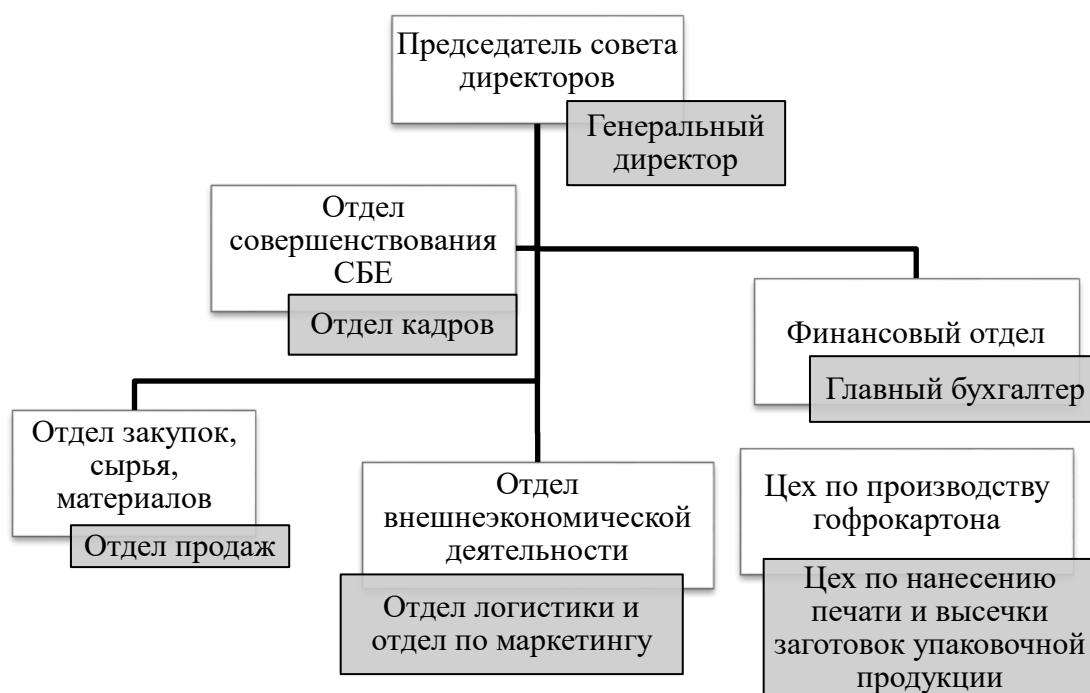 Председатель совета
директоров
Генеральный
директор
Отдел
совершенствования
СБЕ
Отдел кадров
Финансовый отдел
Главный бухгалтер
Отдел закупок,
сырья,
материалов
Отдел продаж
Отдел
внешнеэкономической
деятельности
Отдел логистики и
отдел по маркетингу
Цех по производству
гофрокартона
Цех по нанесению
печати и высечки
заготовок упаковочной
продукции